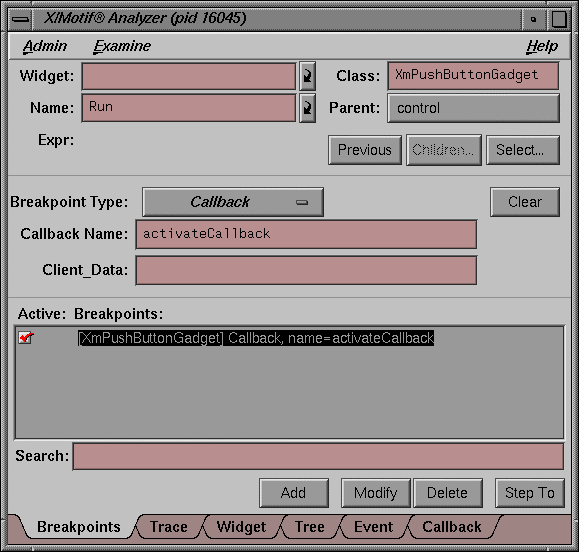 X/Motif® Analyzer (pid 16045)
Admin Examine Help
Widget: Class: XmPushButtonGadget
Name: Run Parent: control
Expr:
Previous Children... Select...
Breakpoint Type: Callback Clear
Callback Name: activateCallback
Client_Data:
Active: Breakpoints:
[XmPushButtonGadget] Callback, name=activateCallback
Search:
Add Modify Delete Step To
Breakpoints Trace Widget Tree Event Callback